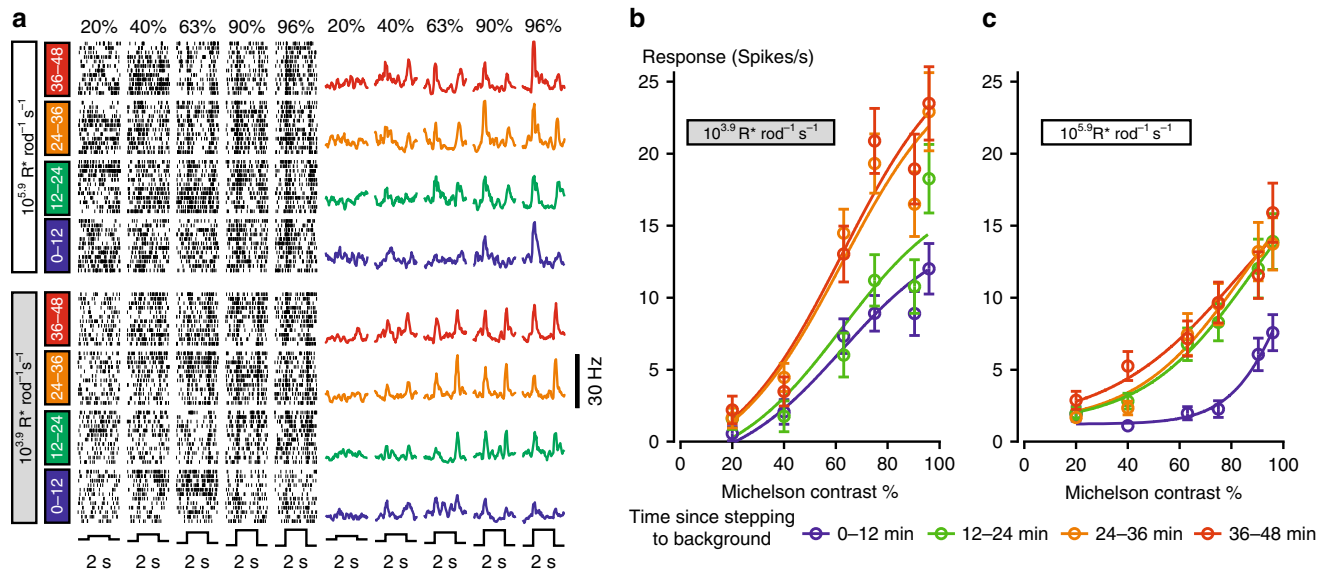 a
20% 40% 63% 90% 96% 20% 40% 63% 90% 96%
10^5.9 R* rod^−1 s^−1
36–48
24–36
12–24
0–12
10^3.9 R* rod^−1 s^−1
36–48
24–36
12–24
0–12
30 Hz
2 s 2 s 2 s 2 s 2 s 2 s 2 s 2 s 2 s 2 s
b
Response (Spikes/s)
10^3.9 R* rod^−1 s^−1
25
20
15
10
5
0
0 20 40 60 80 100
Michelson contrast %
c
10^5.9 R* rod^−1 s^−1
25
20
15
10
5
0
0 20 40 60 80 100
Michelson contrast %
Time since stepping
to background
0–12 min 12–24 min 24–36 min 36–48 min